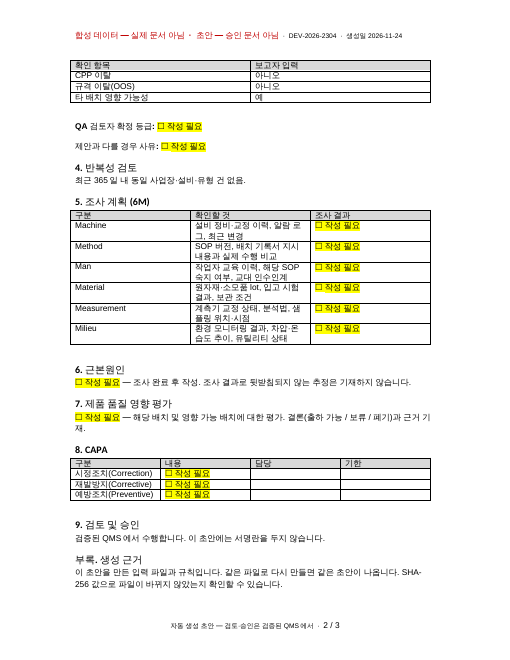 합성 데이터 — 실제 문서 아님 · 초안 — 승인 문서 아님 · DEV-2026-2304 · 생성일 2026-11-24
확인 항목 보고자 입력
CPP 이탈 아니오
규격 이탈(OOS) 아니오
타 배치 영향 가능성 예
QA 검토자 확정 등급: ☐ 작성 필요
제안과 다를 경우 사유: ☐ 작성 필요
4. 반복성 검토
최근 365 일 내 동일 사업장·설비·유형 건 없음.
5. 조사 계획 (6M)
구분 확인할 것 조사 결과
Machine 설비 정비·교정 이력, 알람 로 ☐ 작성 필요
그, 최근 변경
Method SOP 버전, 배치 기록서 지시 ☐ 작성 필요
내용과 실제 수행 비교
Man 작업자 교육 이력, 해당 SOP ☐ 작성 필요
숙지 여부, 교대 인수인계
Material 원자재·소모품 lot, 입고 시험 ☐ 작성 필요
결과, 보관 조건
Measurement 계측기 교정 상태, 분석법, 샘 ☐ 작성 필요
플링 위치·시점
Milieu 환경 모니터링 결과, 차압·온 ☐ 작성 필요
습도 추이, 유틸리티 상태
6. 근본원인
☐ 작성 필요 — 조사 완료 후 작성. 조사 결과로 뒷받침되지 않는 추정은 기재하지 않습니다.
7. 제품 품질 영향 평가
☐ 작성 필요 — 해당 배치 및 영향 가능 배치에 대한 평가. 결론(출하 가능 / 보류 / 폐기)과 근거 기
재.
8. CAPA
구분 내용 담당 기한
시정조치(Correction) ☐ 작성 필요
재발방지(Corrective) ☐ 작성 필요
예방조치(Preventive) ☐ 작성 필요
9. 검토 및 승인
검증된 QMS 에서 수행합니다. 이 초안에는 서명란을 두지 않습니다.
부록. 생성 근거
이 초안을 만든 입력 파일과 규칙입니다. 같은 파일로 다시 만들면 같은 초안이 나옵니다. SHA-
256 값으로 파일이 바뀌지 않았는지 확인할 수 있습니다.
자동 생성 초안 — 검토·승인은 검증된 QMS 에서 · 2 / 3